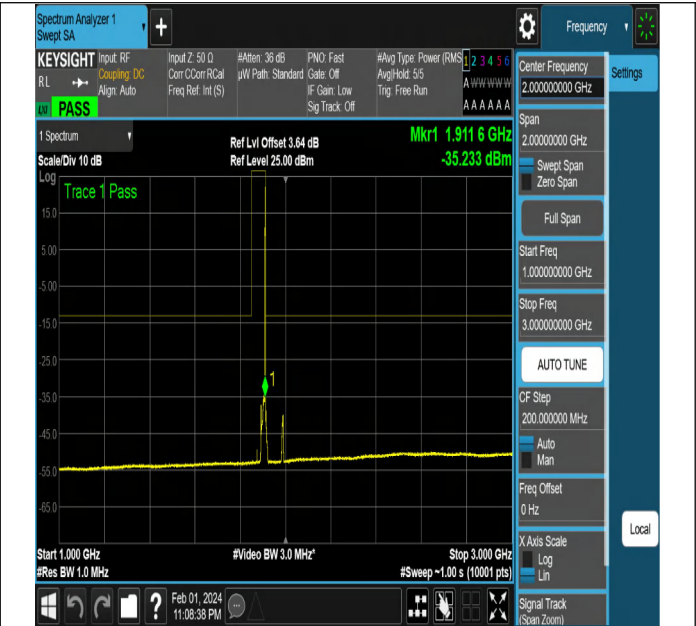 Spectrum Analyzer 1
Swept SA
+
Frequency
KEYSIGHT
RL
PASS
Input: RF
Coupling: DC
Align: Auto
Input Z: 50 Ω
Corr CCorr RCal
Freq Ref: Int (S)
#Atten: 36 dB
µW Path: Standard
PNO: Fast
Gate: Off
IF Gain: Low
Sig Track: Off
#Avg Type: Power (RMS
Avg|Hold: 5/5
Trig: Free Run
1 2 3 4 5 6
A W W W W W
A A A A A A
1 Spectrum
Scale/Div 10 dB
Ref Lvl Offset 3.64 dB
Ref Level 25.00 dBm
Mkr1 1.911 6 GHz
-35.233 dBm
Log
Trace 1 Pass
15.0
5.00
-5.00
-15.0
-25.0
-35.0
-45.0
-55.0
-65.0
1
Start 1.000 GHz
#Res BW 1.0 MHz
#Video BW 3.0 MHz*
Stop 3.000 GHz
#Sweep ~1.00 s (10001 pts)
Feb 01, 2024
11:08:38 PM
?
Center Frequency
2.000000000 GHz
Settings
Span
2.00000000 GHz
Swept Span
Zero Span
Full Span
Start Freq
1.000000000 GHz
Stop Freq
3.000000000 GHz
AUTO TUNE
CF Step
200.000000 MHz
Auto
Man
Freq Offset
0 Hz
X Axis Scale
Log
Lin
Local
Signal Track
(Span Zoom)